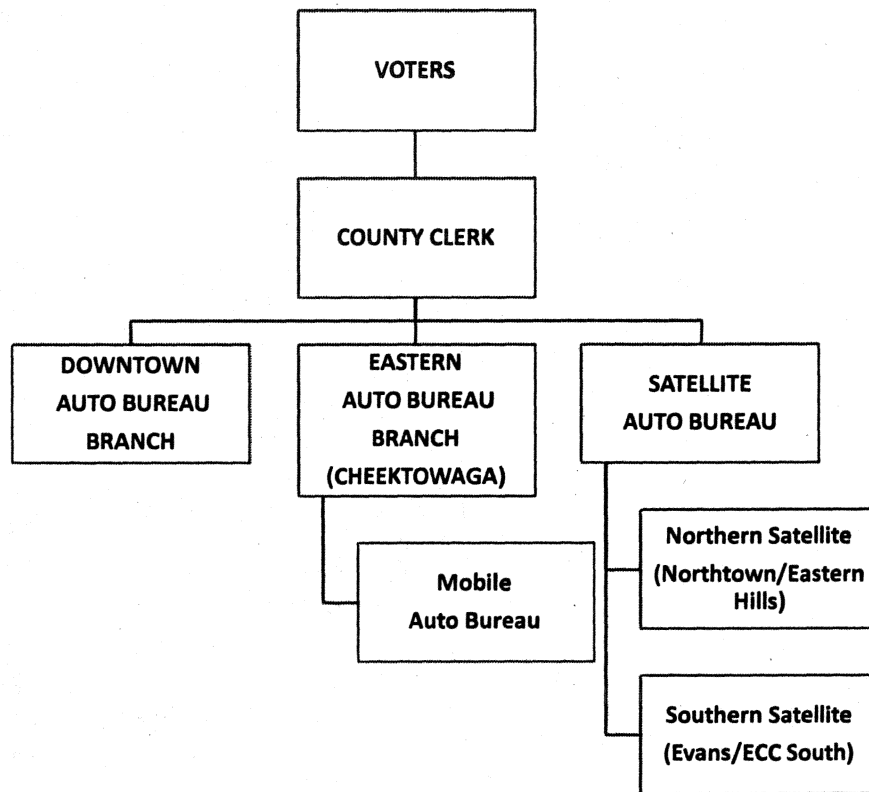 VOTERS
COUNTY CLERK
DOWNTOWN
AUTO BUREAU
BRANCH
EASTERN
AUTO BUREAU
BRANCH
(CHEEKTOWAGA)
SATELLITE
AUTO BUREAU
Mobile
Auto Bureau
Northern Satellite
(Northtown/Eastern
Hills)
Southern Satellite
(Evans/ECC South)